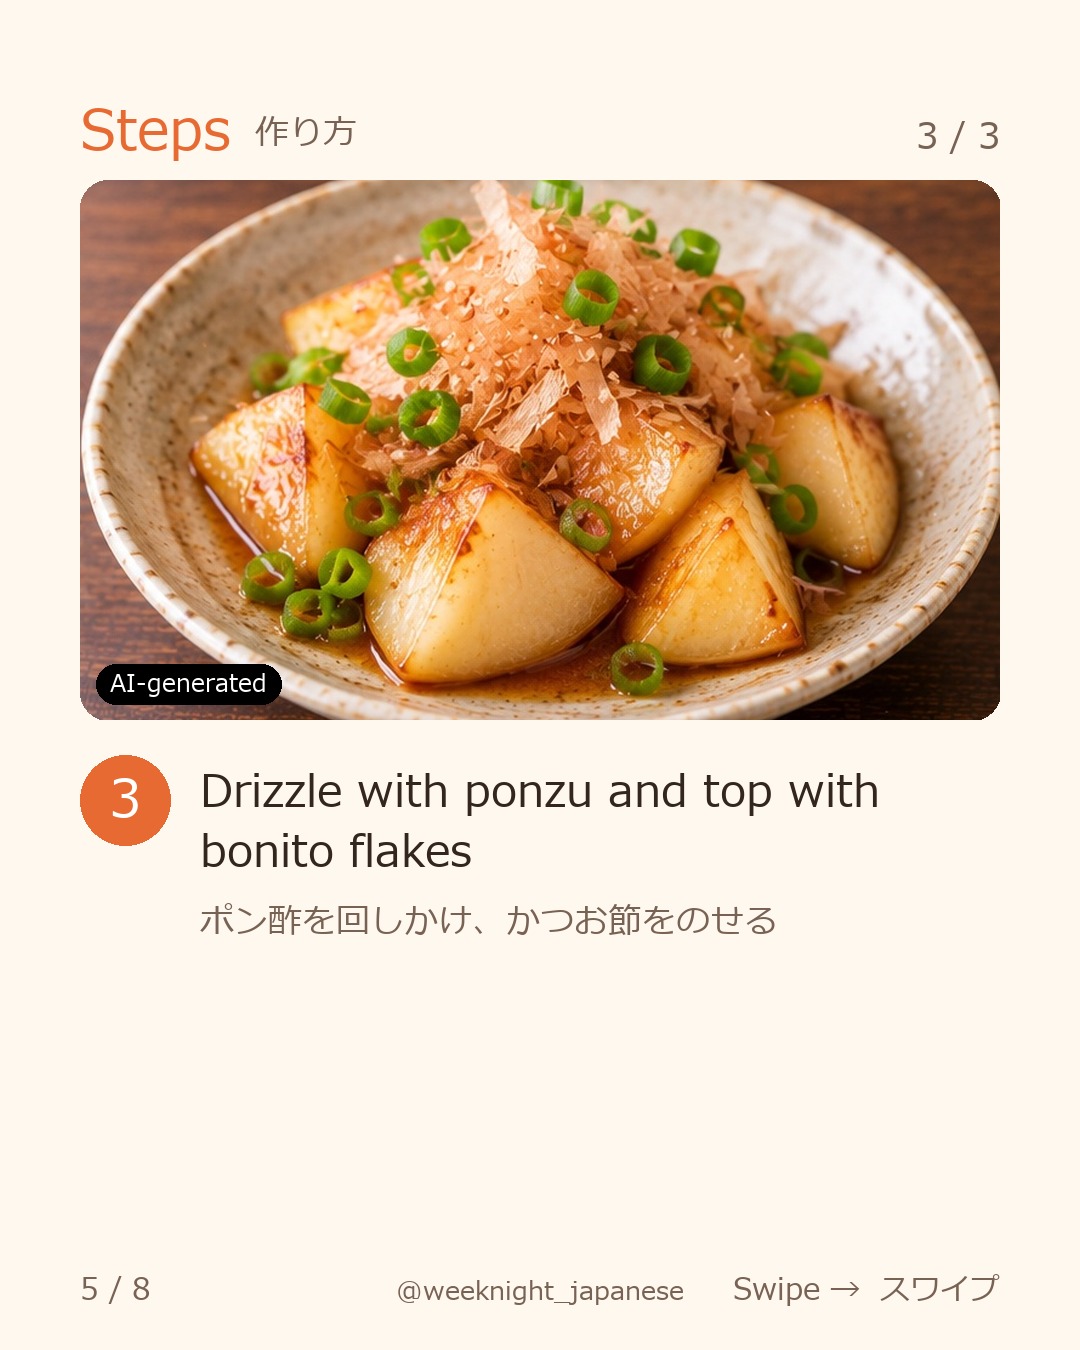 Steps 作り方
3 / 3
AI-generated
3
Drizzle with ponzu and top with
bonito flakes
ポン酢を回しかけ、かつお節をのせる
5 / 8
@weeknight_japanese
Swipe → スワイプ